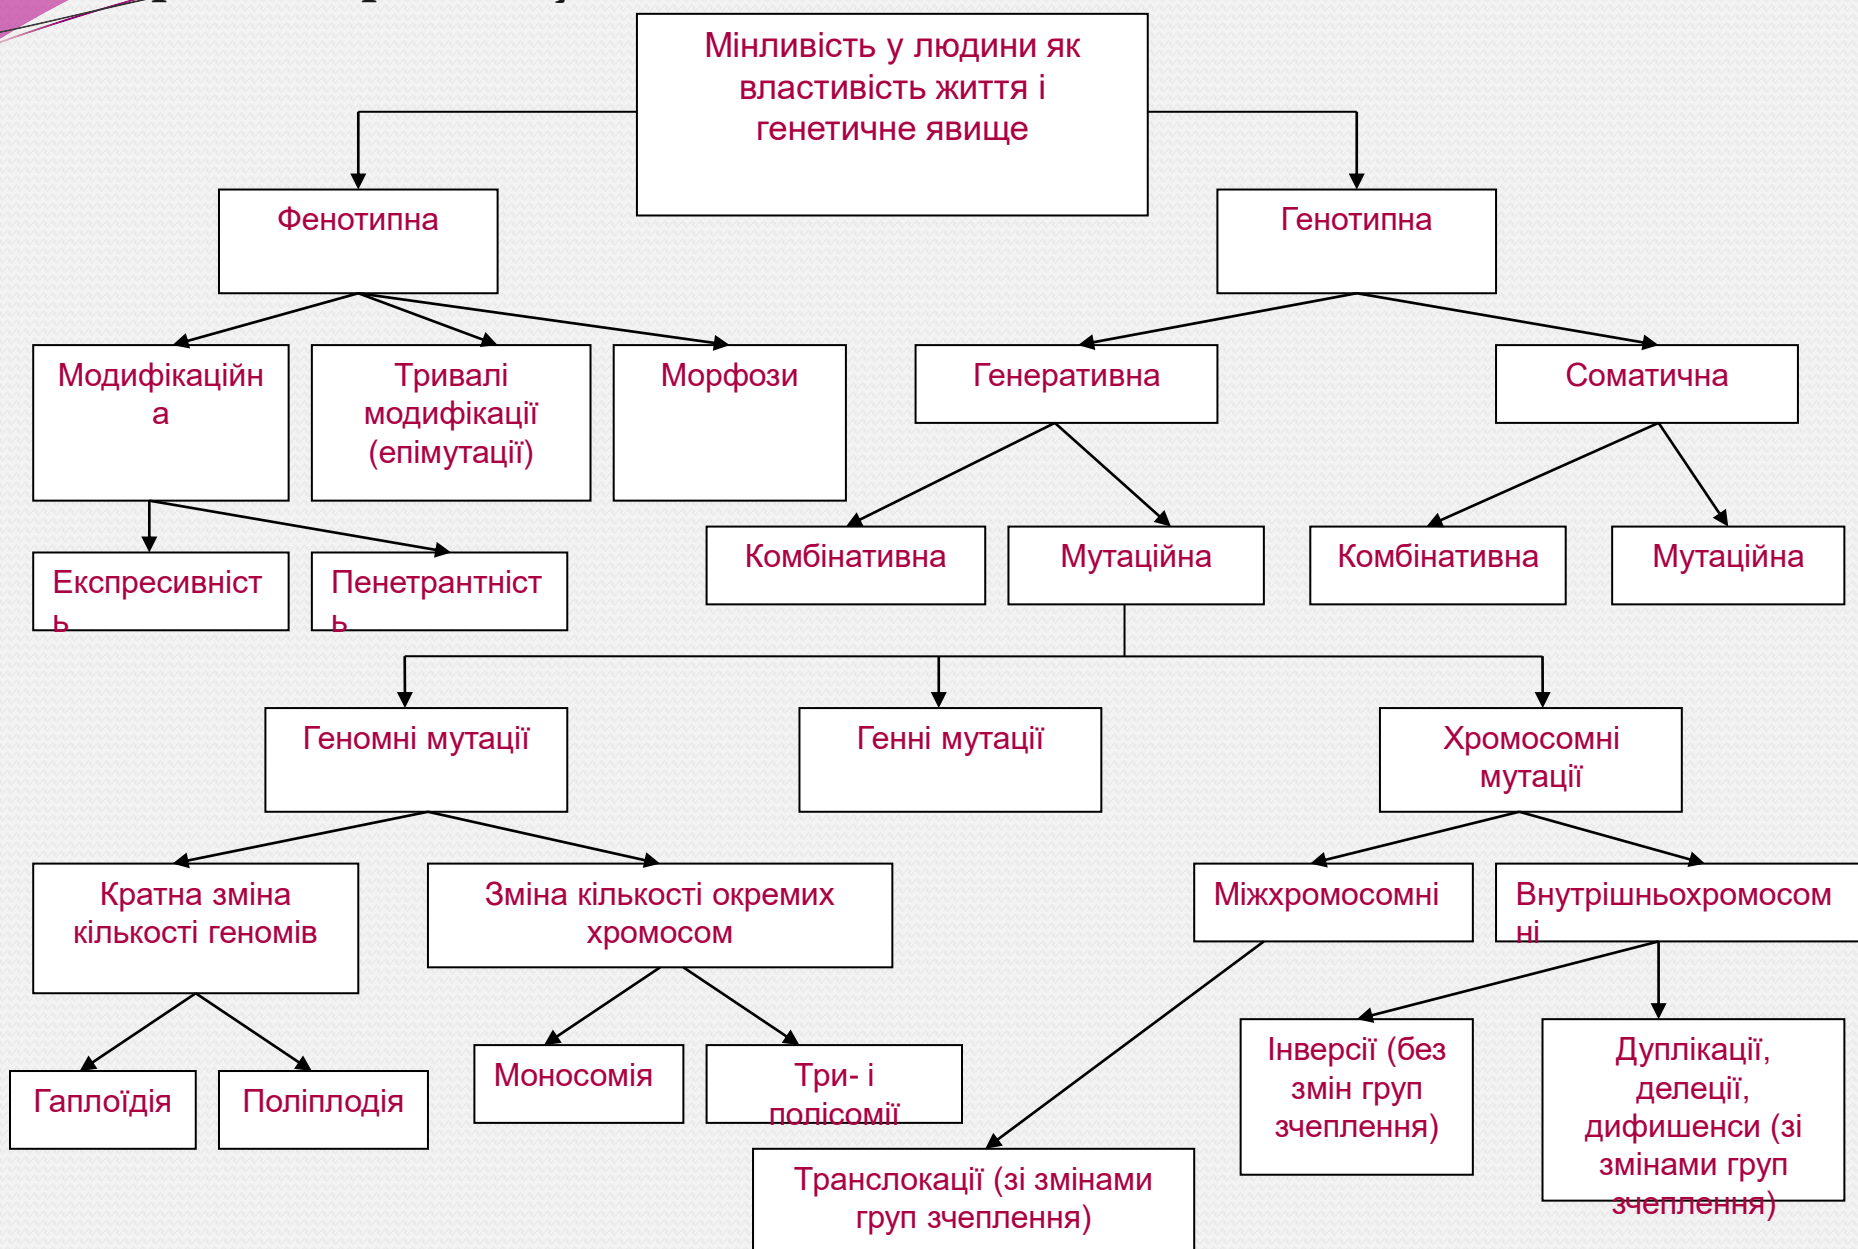 Мінливість у людини як
властивість життя і
генетичне явище
Фенотипна
Генотипна
Модифікаційн
а
Тривалі
модифікації
(епімутації)
Морфози
Генеративна
Соматична
Експресивніст
ь
Пенетрантніст
ь
Комбінативна
Мутаційна
Комбінативна
Мутаційна
Геномні мутації
Генні мутації
Хромосомні
мутації
Кратна зміна
кількості геномів
Зміна кількості окремих
хромосом
Міжхромосомні
Внутрішньохромосом
ні
Гаплоїдія
Поліплодія
Моносомія
Три- і
полісомії
Транслокації (зі змінами
груп зчеплення)
Інверсії (без
змін груп
зчеплення)
Дуплікації,
делеції,
дифишенси (зі
змінами груп
зчеплення)